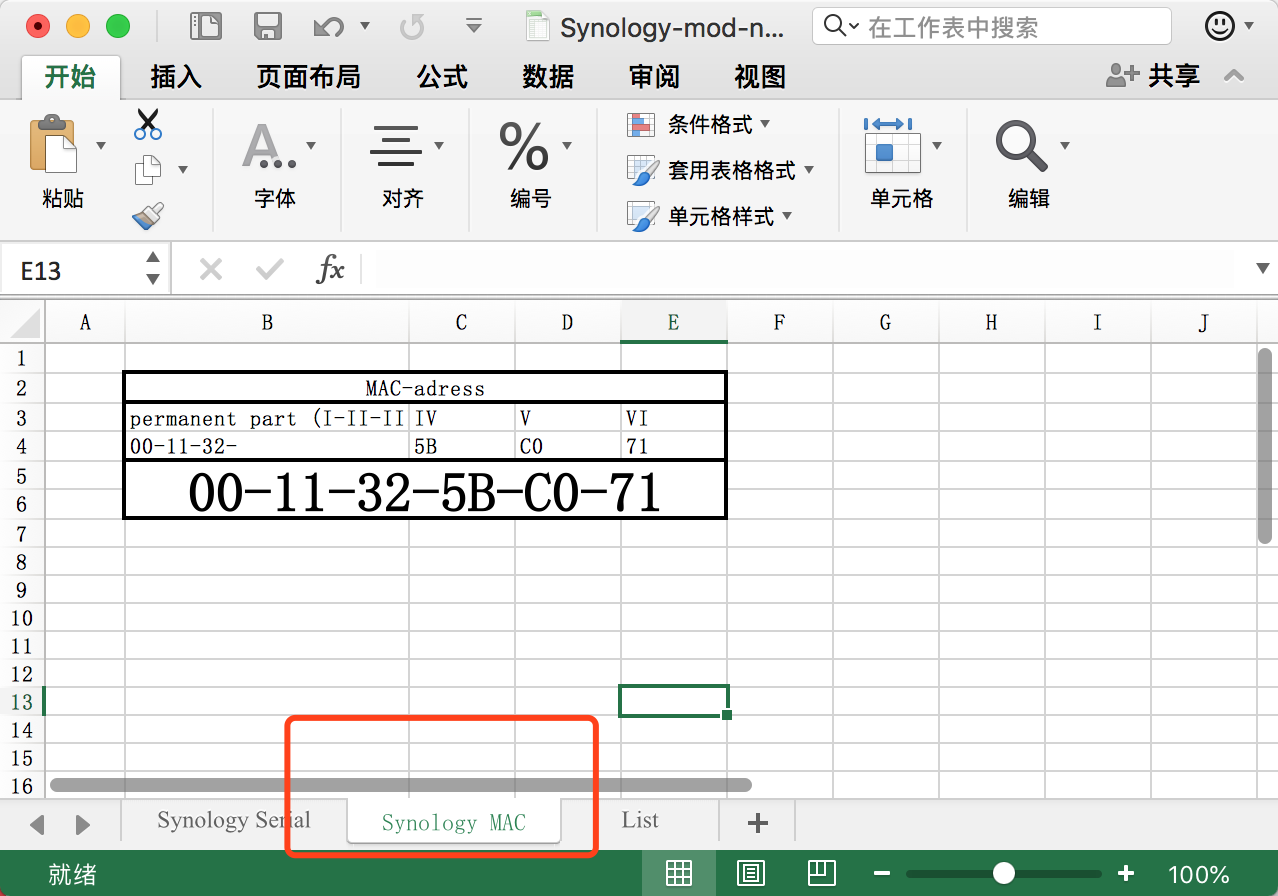 Synology-mod-n...
在工作表中搜索
开始 插入 页面布局 公式 数据 审阅 视图 共享
条件格式
套用表格格式
单元格样式
粘贴 字体 对齐 编号 单元格 编辑
%
E13 fx
A B C D E F G H I J
1
2 MAC-adress
3 permanent part (I-II-II IV V VI
4 00-11-32- 5B C0 71
5
00-11-32-5B-C0-71
6
7
8
9
10
11
12
13
14
15
16
Synology Serial Synology MAC List +
就绪 100%